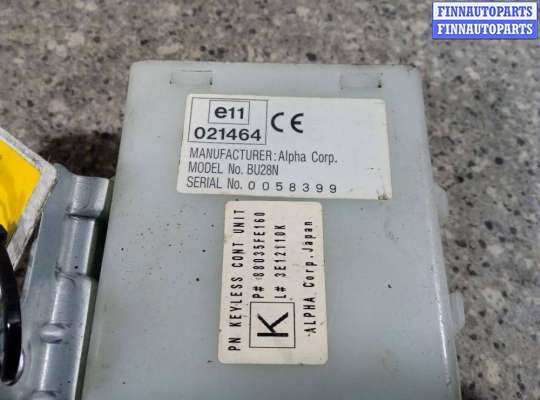 FINNAUTOPARTS
FINNAUTOPARTS
e11
021464 CE
MANUFACTURER: Alpha Corp.
MODEL No. BU28N
SERIAL No. 0058399
PN KEYLESS CONT UNIT
P# 88035FE160
K L# 3E12110K
ALPHA Corp. Japan